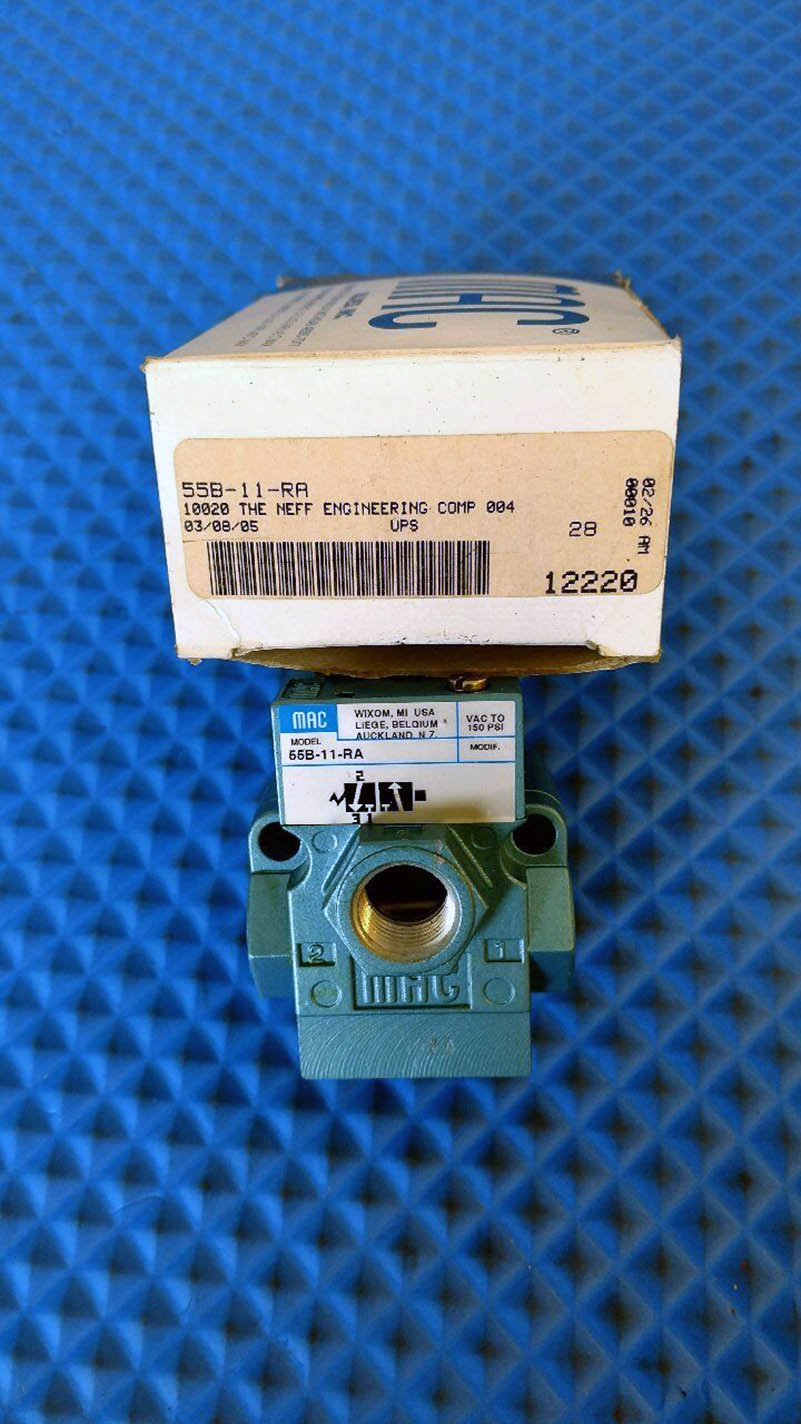 MAC®
55B-11-RA
10020 THE NEFF ENGINEERING COMP 004
03/08/05 UPS
28
12220
02/26 AM
00010
MAC
WIXOM, MI USA
LIEGE, BELGIUM
AUCKLAND, N.Z.
VAC TO
150 PSI
MODEL
55B-11-RA
MODIF.
2
3 1
2
1
MAC